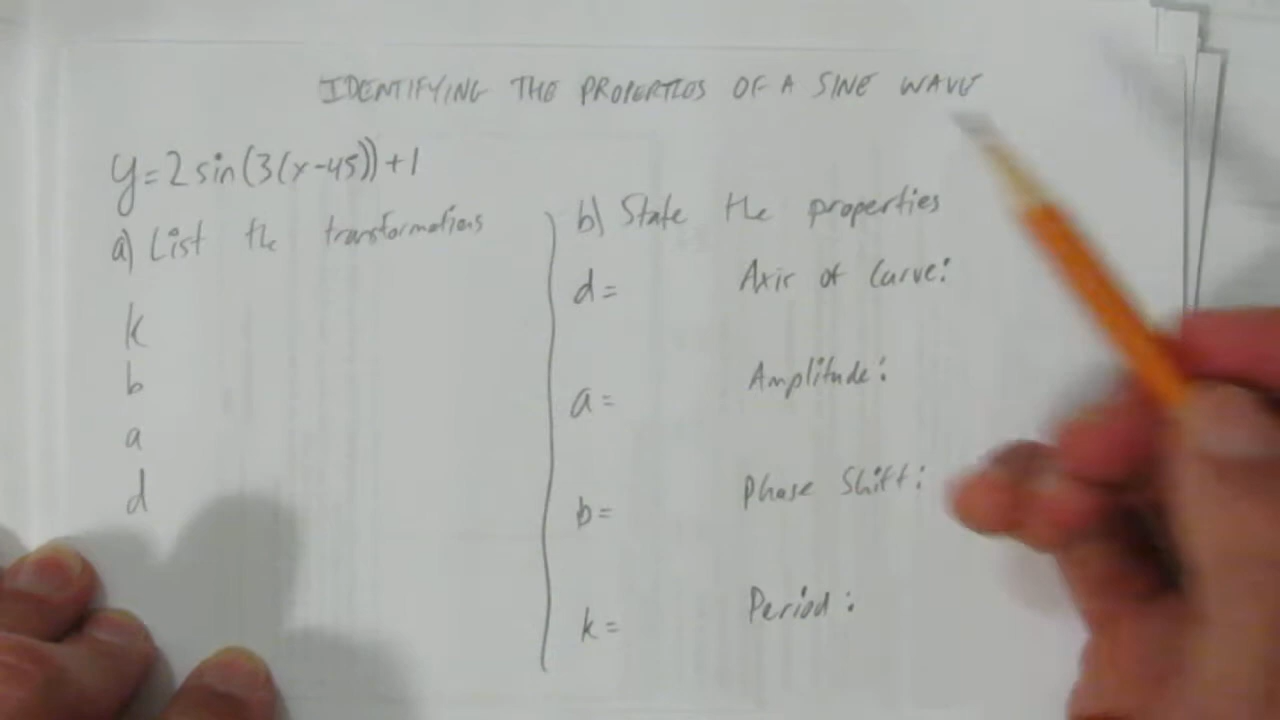 IDENTIFYING THE PROPERTIES OF A SINE WAVE
y=2 sin(3(x-45))+1
a) List the transformations
k
b
a
d
b) State the properties
d= Axis of Curve:
a= Amplitude:
b= Phase Shift:
k= Period: